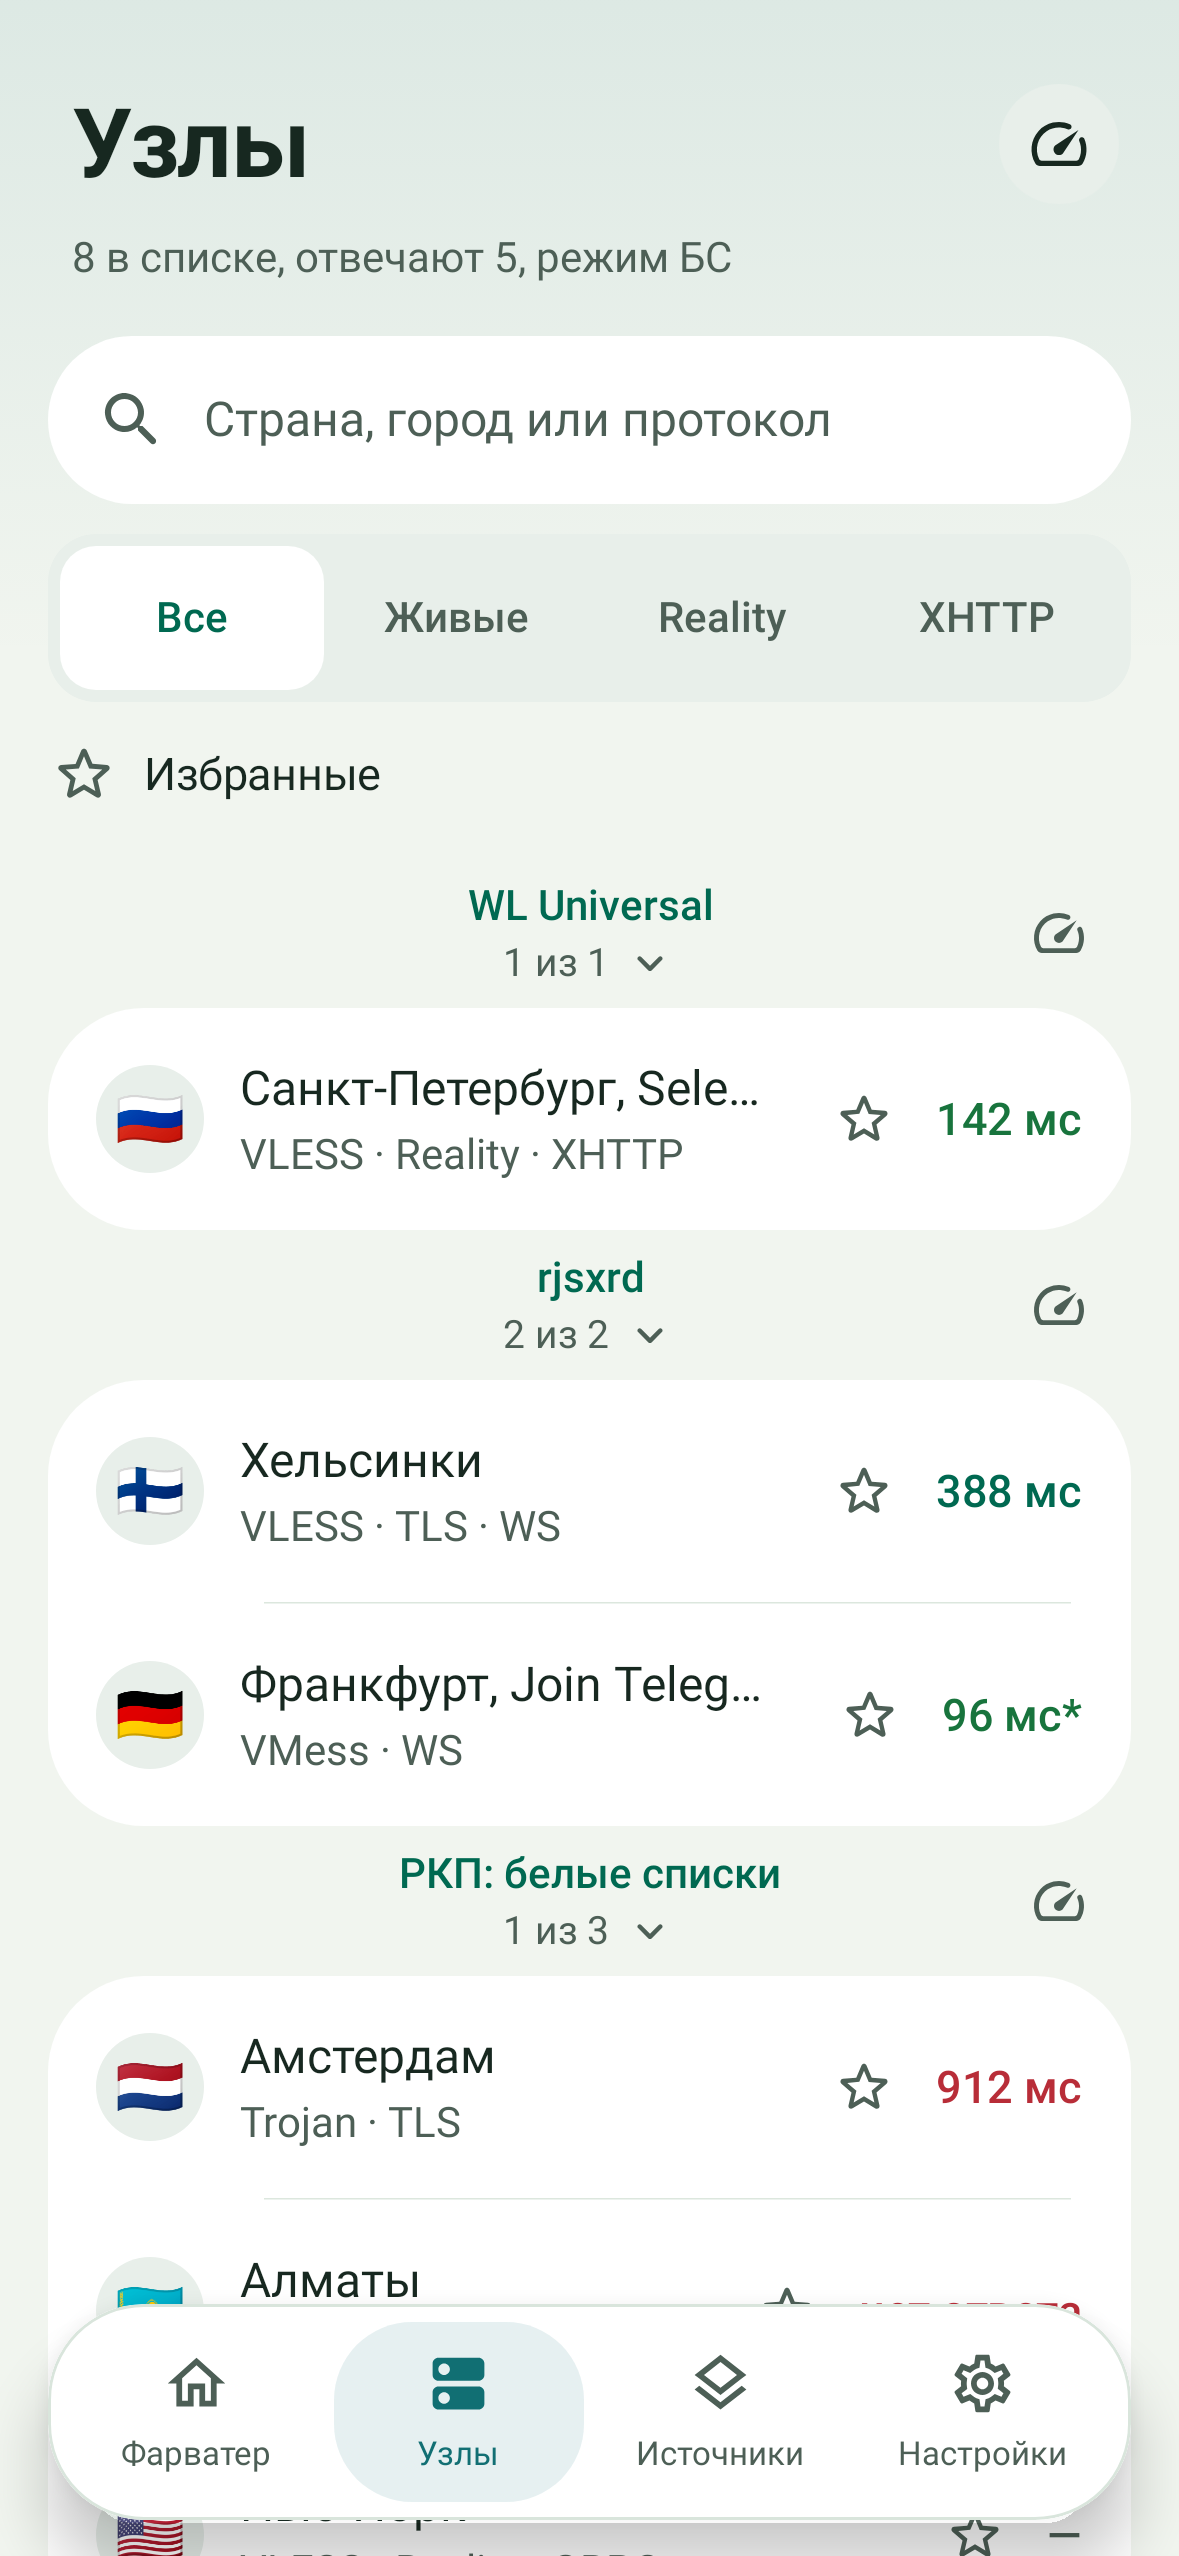 Узлы
8 в списке, отвечают 5, режим БС
Страна, город или протокол
Все Живые Reality XHTTP
Избранные
WL Universal
1 из 1
Санкт-Петербург, Sele...
142 мс
VLESS · Reality · XHTTP
rjsxrd
2 из 2
Хельсинки
388 мс
VLESS · TLS · WS
Франкфурт, Join Teleg...
96 мс*
VMess · WS
РКП: белые списки
1 из 3
Амстердам
912 мс
Trojan · TLS
Алматы
Фарватер Узлы Источники Настройки